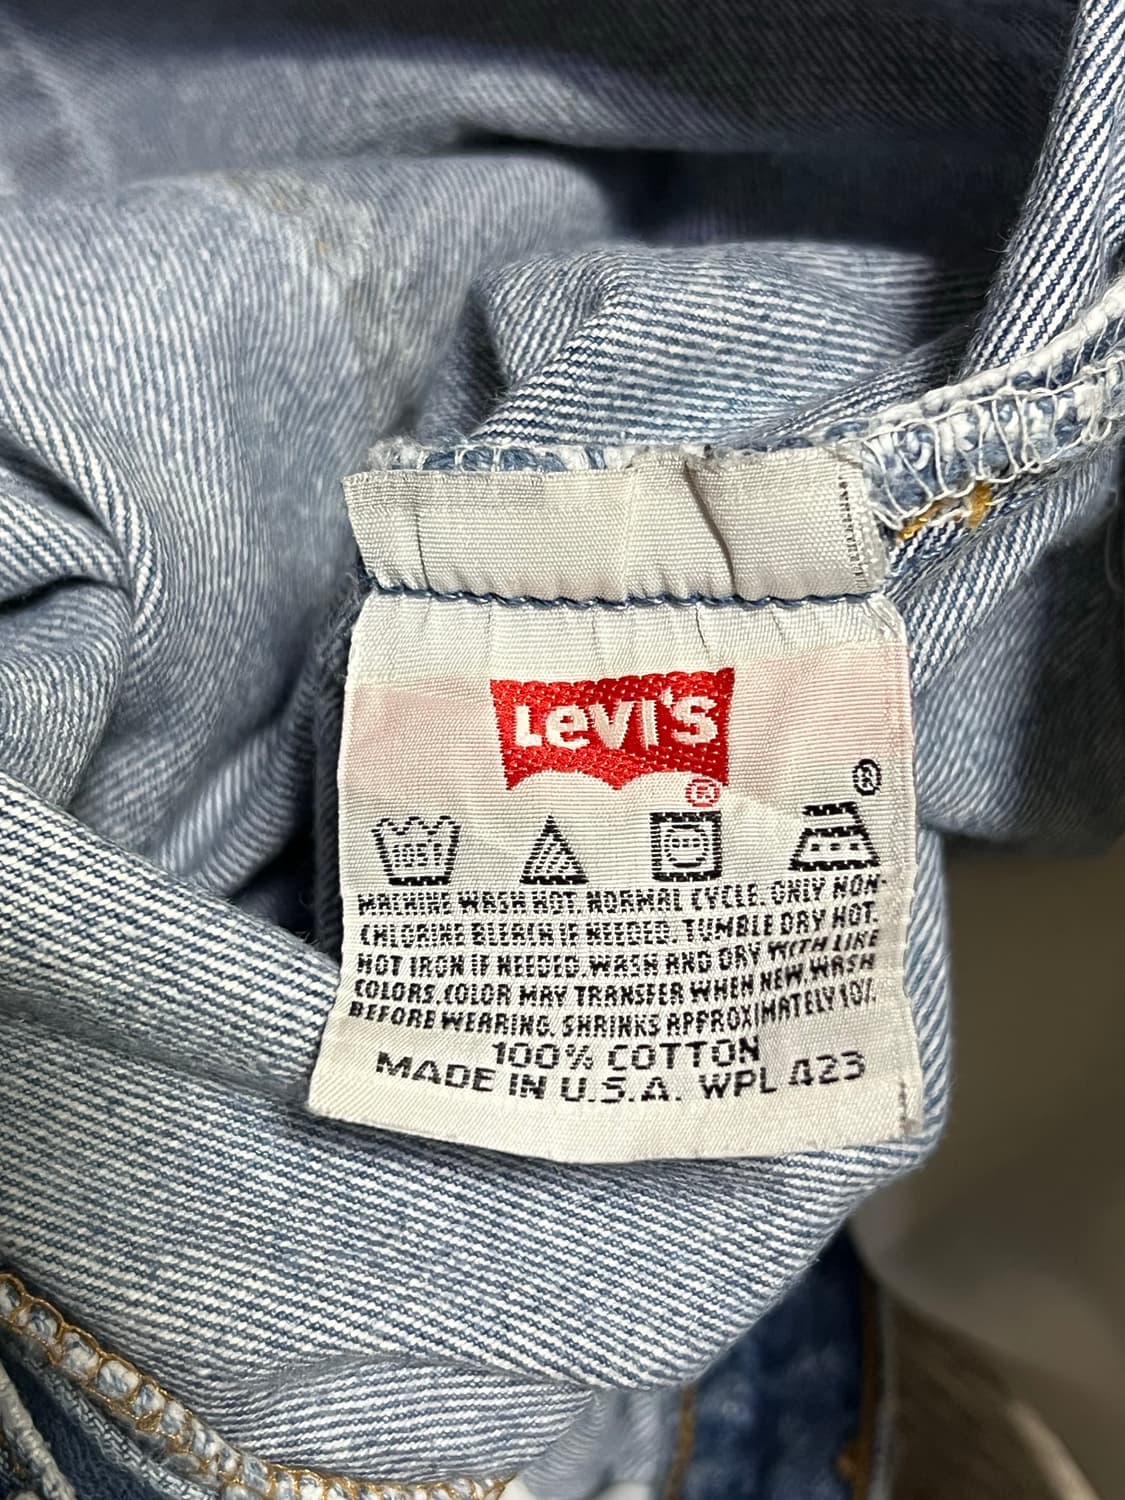 LEVI'S
®
®
105F
MACHINE WASH HOT. NORMAL CYCLE. ONLY NON-
CHLORINE BLEACH IF NEEDED. TUMBLE DRY HOT.
HOT IRON IF NEEDED. WASH AND DRY WITH LIKE
COLORS. COLOR MAY TRANSFER WHEN NEW. WASH
BEFORE WEARING. SHRINKS APPROXIMATELY 10%.
100% COTTON
MADE IN U.S.A. WPL 423